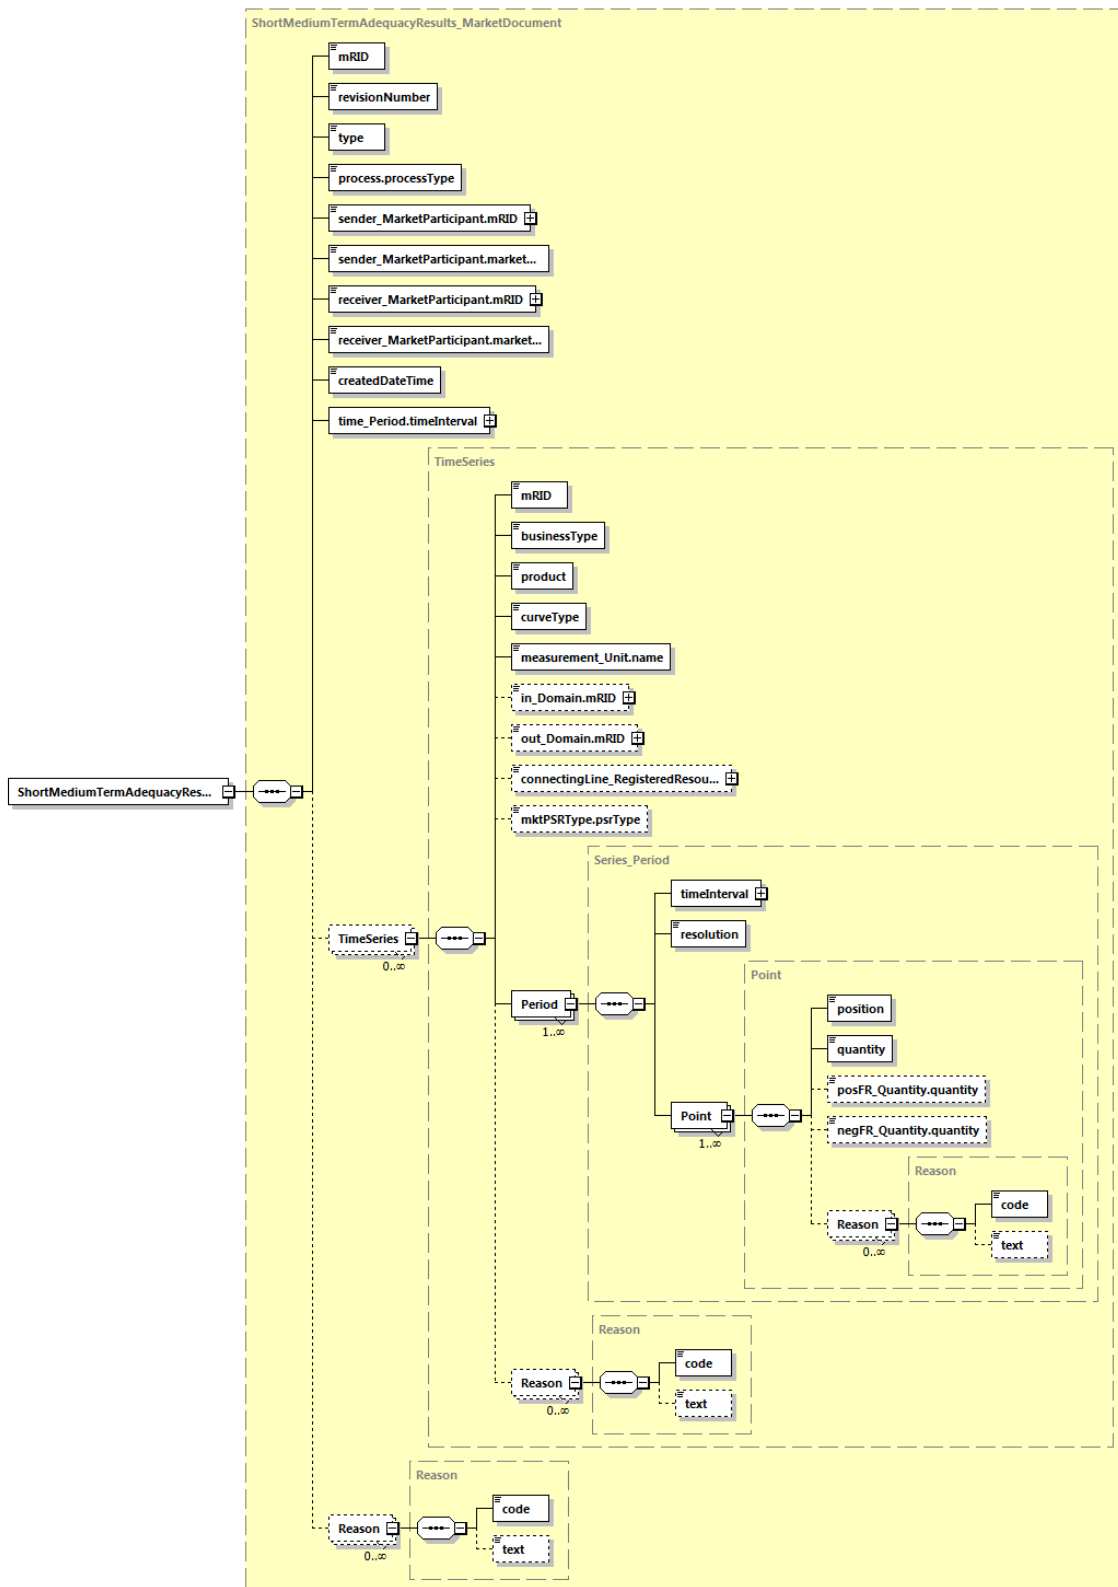 ShortMediumTermAdequacyResults_MarketDocument
mRID
revisionNumber
type
process.processType
sender_MarketParticipant.mRID
sender_MarketParticipant.market...
receiver_MarketParticipant.mRID
receiver_MarketParticipant.market...
createdDateTime
time_Period.timeInterval
TimeSeries
mRID
businessType
product
curveType
measurement_Unit.name
in_Domain.mRID
out_Domain.mRID
connectingLine_RegisteredResou...
mktPSRType.psrType
ShortMediumTermAdequacyRes...
Series_Period
timeInterval
resolution
TimeSeries
0..∞
Point
Period
1..∞
position
quantity
posFR_Quantity.quantity
Point
1..∞
negFR_Quantity.quantity
Reason
code
Reason
0..∞
text
Reason
code
Reason
0..∞
text
Reason
code
Reason
0..∞
text